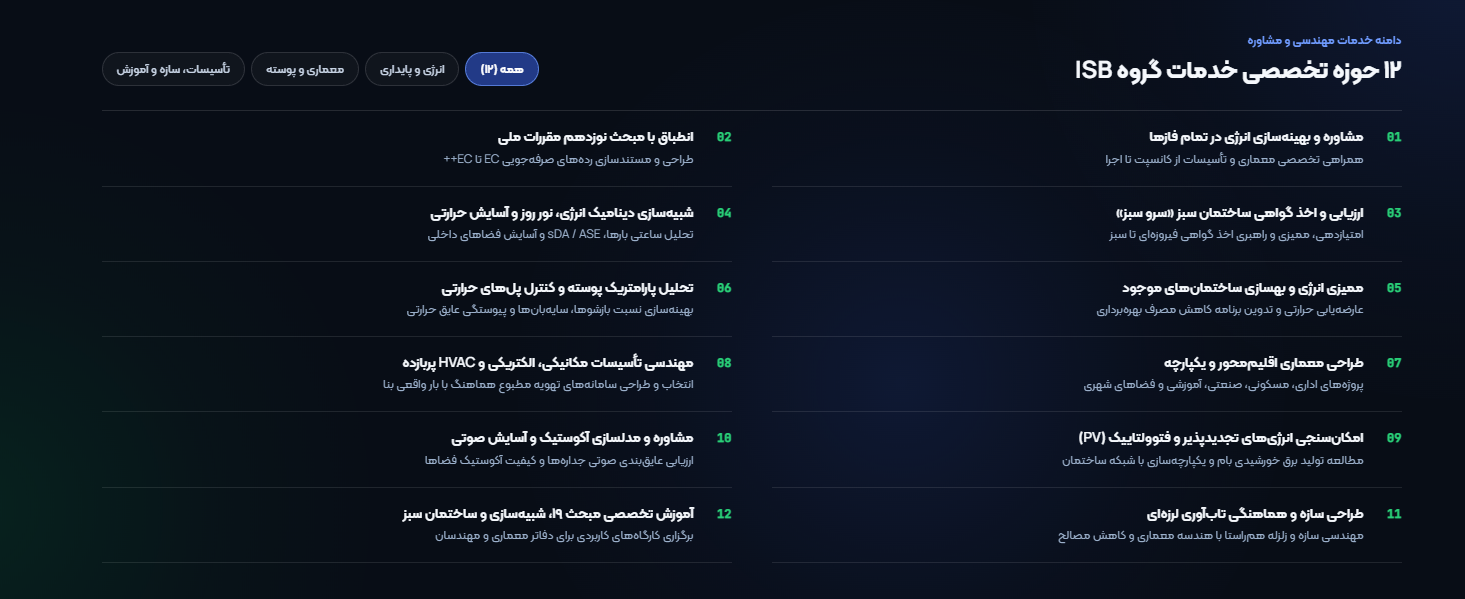 دامنه خدمات مهندسی و مشاوره
۱۲ حوزه تخصصی خدمات گروه ISB
همه (۱۲)
انرژی و پایداری
معماری و پوسته
تأسیسات، سازه و آموزش
01
مشاوره و بهینه‌سازی انرژی در تمام فازها
همراهی تخصصی معماری و تأسیسات از کانسپت تا اجرا
02
انطباق با مبحث نوزدهم مقررات ملی
طراحی و مستندسازی رده‌های صرفه‌جویی EC تا EC++
03
ارزیابی و اخذ گواهی ساختمان سبز «سرو سبز»
امتیازدهی، ممیزی و راهبری اخذ گواهی فیروزه‌ای تا سبز
04
شبیه‌سازی دینامیک انرژی، نور روز و آسایش حرارتی
تحلیل ساعتی بارها، sDA / ASE و آسایش فضاهای داخلی
05
ممیزی انرژی و بهسازی ساختمان‌های موجود
عارضه‌یابی حرارتی و تدوین برنامه کاهش مصرف بهره‌برداری
06
تحلیل پارامتریک پوسته و کنترل پل‌های حرارتی
بهینه‌سازی نسبت بازشوها، سایه‌بان‌ها و پیوستگی عایق حرارتی
07
طراحی معماری اقلیم‌محور و یکپارچه
پروژه‌های اداری، مسکونی، صنعتی، آموزشی و فضاهای شهری
08
مهندسی تأسیسات مکانیکی، الکتریکی و HVAC پربازده
انتخاب و طراحی سامانه‌های تهویه مطبوع هماهنگ با بار واقعی بنا
09
امکان‌سنجی انرژی‌های تجدیدپذیر و فتوولتاییک (PV)
مطالعه تولید برق خورشیدی بام و یکپارچه‌سازی با شبکه ساختمان
10
مشاوره و مدلسازی آکوستیک و آسایش صوتی
ارزیابی عایق‌بندی صوتی جداره‌ها و کیفیت آکوستیک فضاها
11
طراحی سازه و هماهنگی تاب‌آوری لرزه‌ای
مهندسی سازه و زلزله هم‌راستا با هندسه معماری و کاهش مصالح
12
آموزش تخصصی مبحث ۱۹، شبیه‌سازی و ساختمان سبز
برگزاری کارگاه‌های کاربردی برای دفاتر معماری و مهندسان